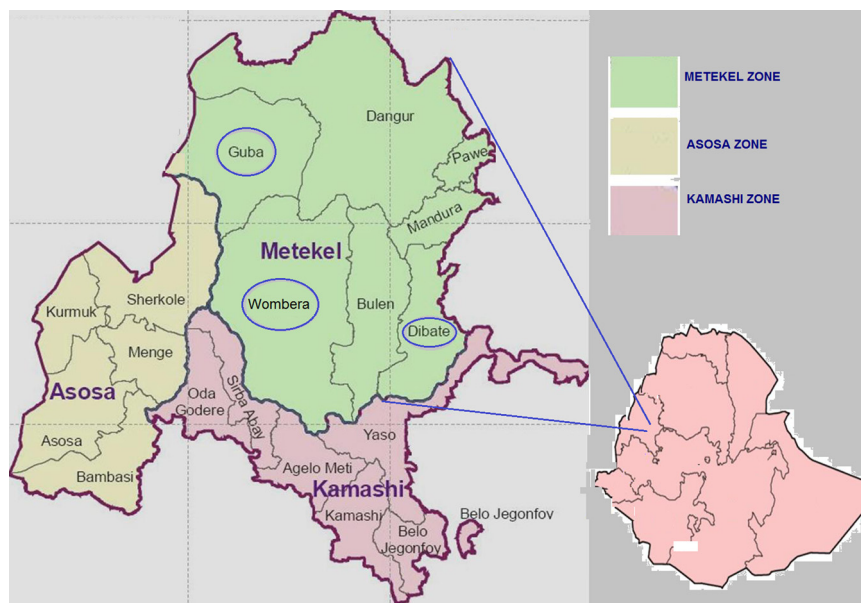 Dangur
Guba
Pawe
Mandura
Metekel
Wombera
Bulen
Dibate
Sherkole
Kurmuk
Menge
Asosa
Asosa
Bambasi
Oda
Godere
Sirba Abay
Yaso
Agelo Meti
Kamashi
Kamashi
Belo
Jegonfoy
Belo Jegonfov
METEKEL ZONE
ASOSA ZONE
KAMASHI ZONE